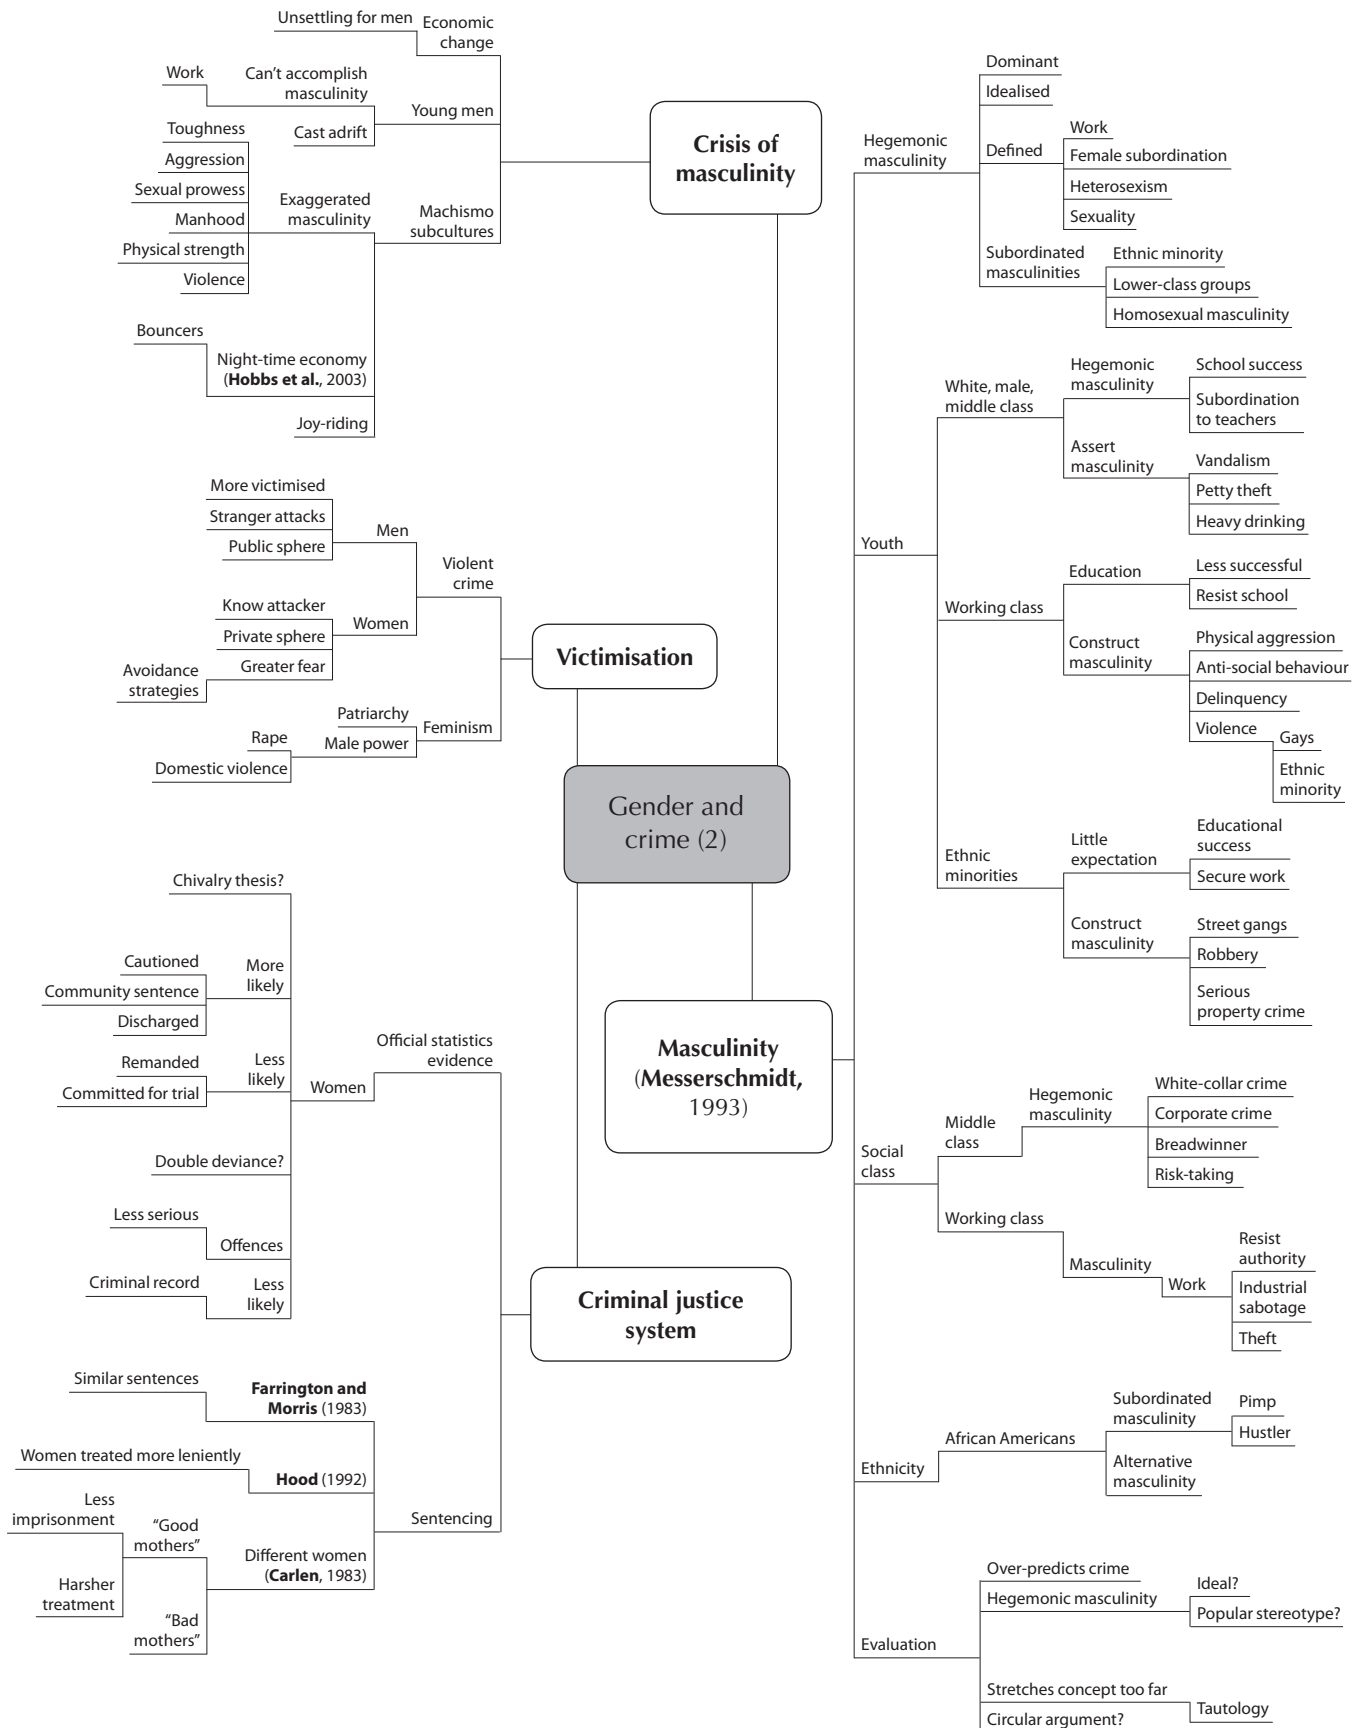 Gender and
crime (2)
Crisis of
masculinity
Economic
change
Unsettling for men
Young men
Can't accomplish
masculinity
Work
Cast adrift
Machismo
subcultures
Exaggerated
masculinity
Toughness
Aggression
Sexual prowess
Manhood
Physical strength
Violence
Night-time economy
(Hobbs et al., 2003)
Bouncers
Joy-riding
Victimisation
Violent
crime
Men
More victimised
Stranger attacks
Public sphere
Women
Know attacker
Private sphere
Greater fear
Avoidance
strategies
Feminism
Patriarchy
Male power
Rape
Domestic violence
Criminal justice
system
Official statistics
evidence
Women
Chivalry thesis?
More
likely
Cautioned
Community sentence
Discharged
Less
likely
Remanded
Committed for trial
Double deviance?
Offences
Less serious
Less
likely
Criminal record
Sentencing
Farrington and
Morris (1983)
Similar sentences
Hood (1992)
Women treated more leniently
Different women
(Carlen, 1983)
“Good
mothers”
Less
imprisonment
Harsher
treatment
“Bad
mothers”
Masculinity
(Messerschmidt,
1993)
Hegemonic
masculinity
Dominant
Idealised
Defined
Work
Female subordination
Heterosexism
Sexuality
Subordinated
masculinities
Ethnic minority
Lower-class groups
Homosexual masculinity
Youth
White, male,
middle class
Hegemonic
masculinity
School success
Subordination
to teachers
Assert
masculinity
Vandalism
Petty theft
Heavy drinking
Working class
Education
Less successful
Resist school
Construct
masculinity
Physical aggression
Anti-social behaviour
Delinquency
Violence
Gays
Ethnic
minority
Ethnic
minorities
Little
expectation
Educational
success
Secure work
Construct
masculinity
Street gangs
Robbery
Serious
property crime
Social
class
Middle
class
Hegemonic
masculinity
White-collar crime
Corporate crime
Breadwinner
Risk-taking
Working class
Masculinity
Work
Resist
authority
Industrial
sabotage
Theft
Ethnicity
African Americans
Subordinated
masculinity
Pimp
Hustler
Alternative
masculinity
Evaluation
Over-predicts crime
Hegemonic masculinity
Ideal?
Popular stereotype?
Stretches concept too far
Tautology
Circular argument?